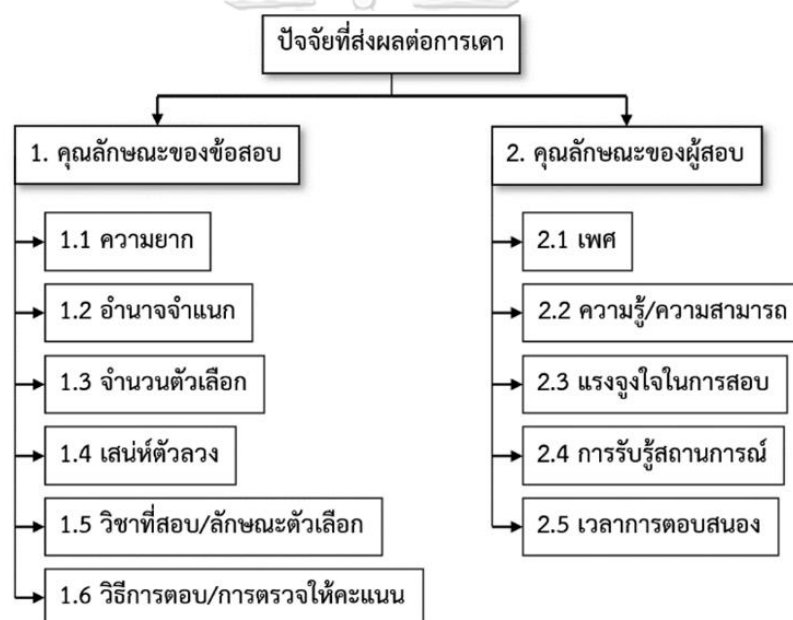 ปัจจัยที่ส่งผลต่อการเดา
1. คุณลักษณะของข้อสอบ
1.1 ความยาก
1.2 อำนาจจำแนก
1.3 จำนวนตัวเลือก
1.4 เสน่ห์ตัวลวง
1.5 วิชาที่สอบ/ลักษณะตัวเลือก
1.6 วิธีการตอบ/การตรวจให้คะแนน
2. คุณลักษณะของผู้สอบ
2.1 เพศ
2.2 ความรู้/ความสามารถ
2.3 แรงจูงใจในการสอบ
2.4 การรับรู้สถานการณ์
2.5 เวลาการตอบสนอง